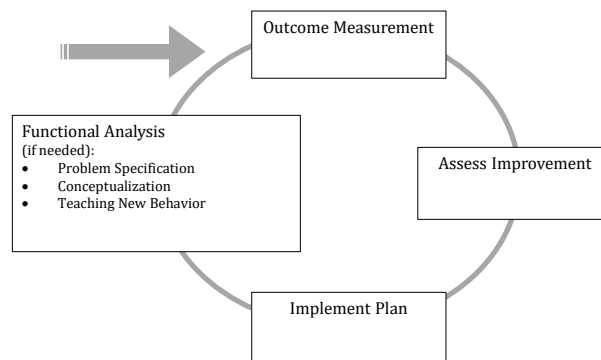 Outcome Measurement
Functional Analysis
(if needed):
• Problem Specification
• Conceptualization
• Teaching New Behavior
Assess Improvement
Implement Plan